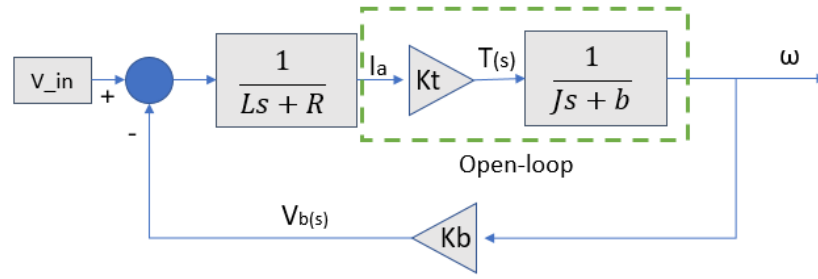 V_in
+
-
1
Ls + R
Ia
Kt
T(s)
1
Js + b
ω
Open-loop
Vb(s)
Kb